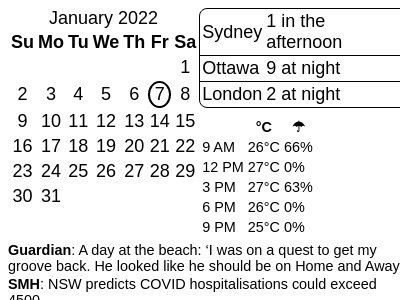 January 2022
Su Mo Tu We Th Fr Sa
1
2 3 4 5 6 7 8
9 10 11 12 13 14 15
16 17 18 19 20 21 22
23 24 25 26 27 28 29
30 31
Sydney 1 in the
afternoon
Ottawa 9 at night
London 2 at night
°C ☂
9 AM 26°C 66%
12 PM 27°C 0%
3 PM 27°C 63%
6 PM 26°C 0%
9 PM 25°C 0%
Guardian: A day at the beach: ‘I was on a quest to get my
groove back. He looked like he should be on Home and Away
SMH: NSW predicts COVID hospitalisations could exceed
4500